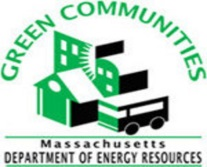 GREEN COMMUNITIES
Massachusetts
DEPARTMENT OF ENERGY RESOURCES